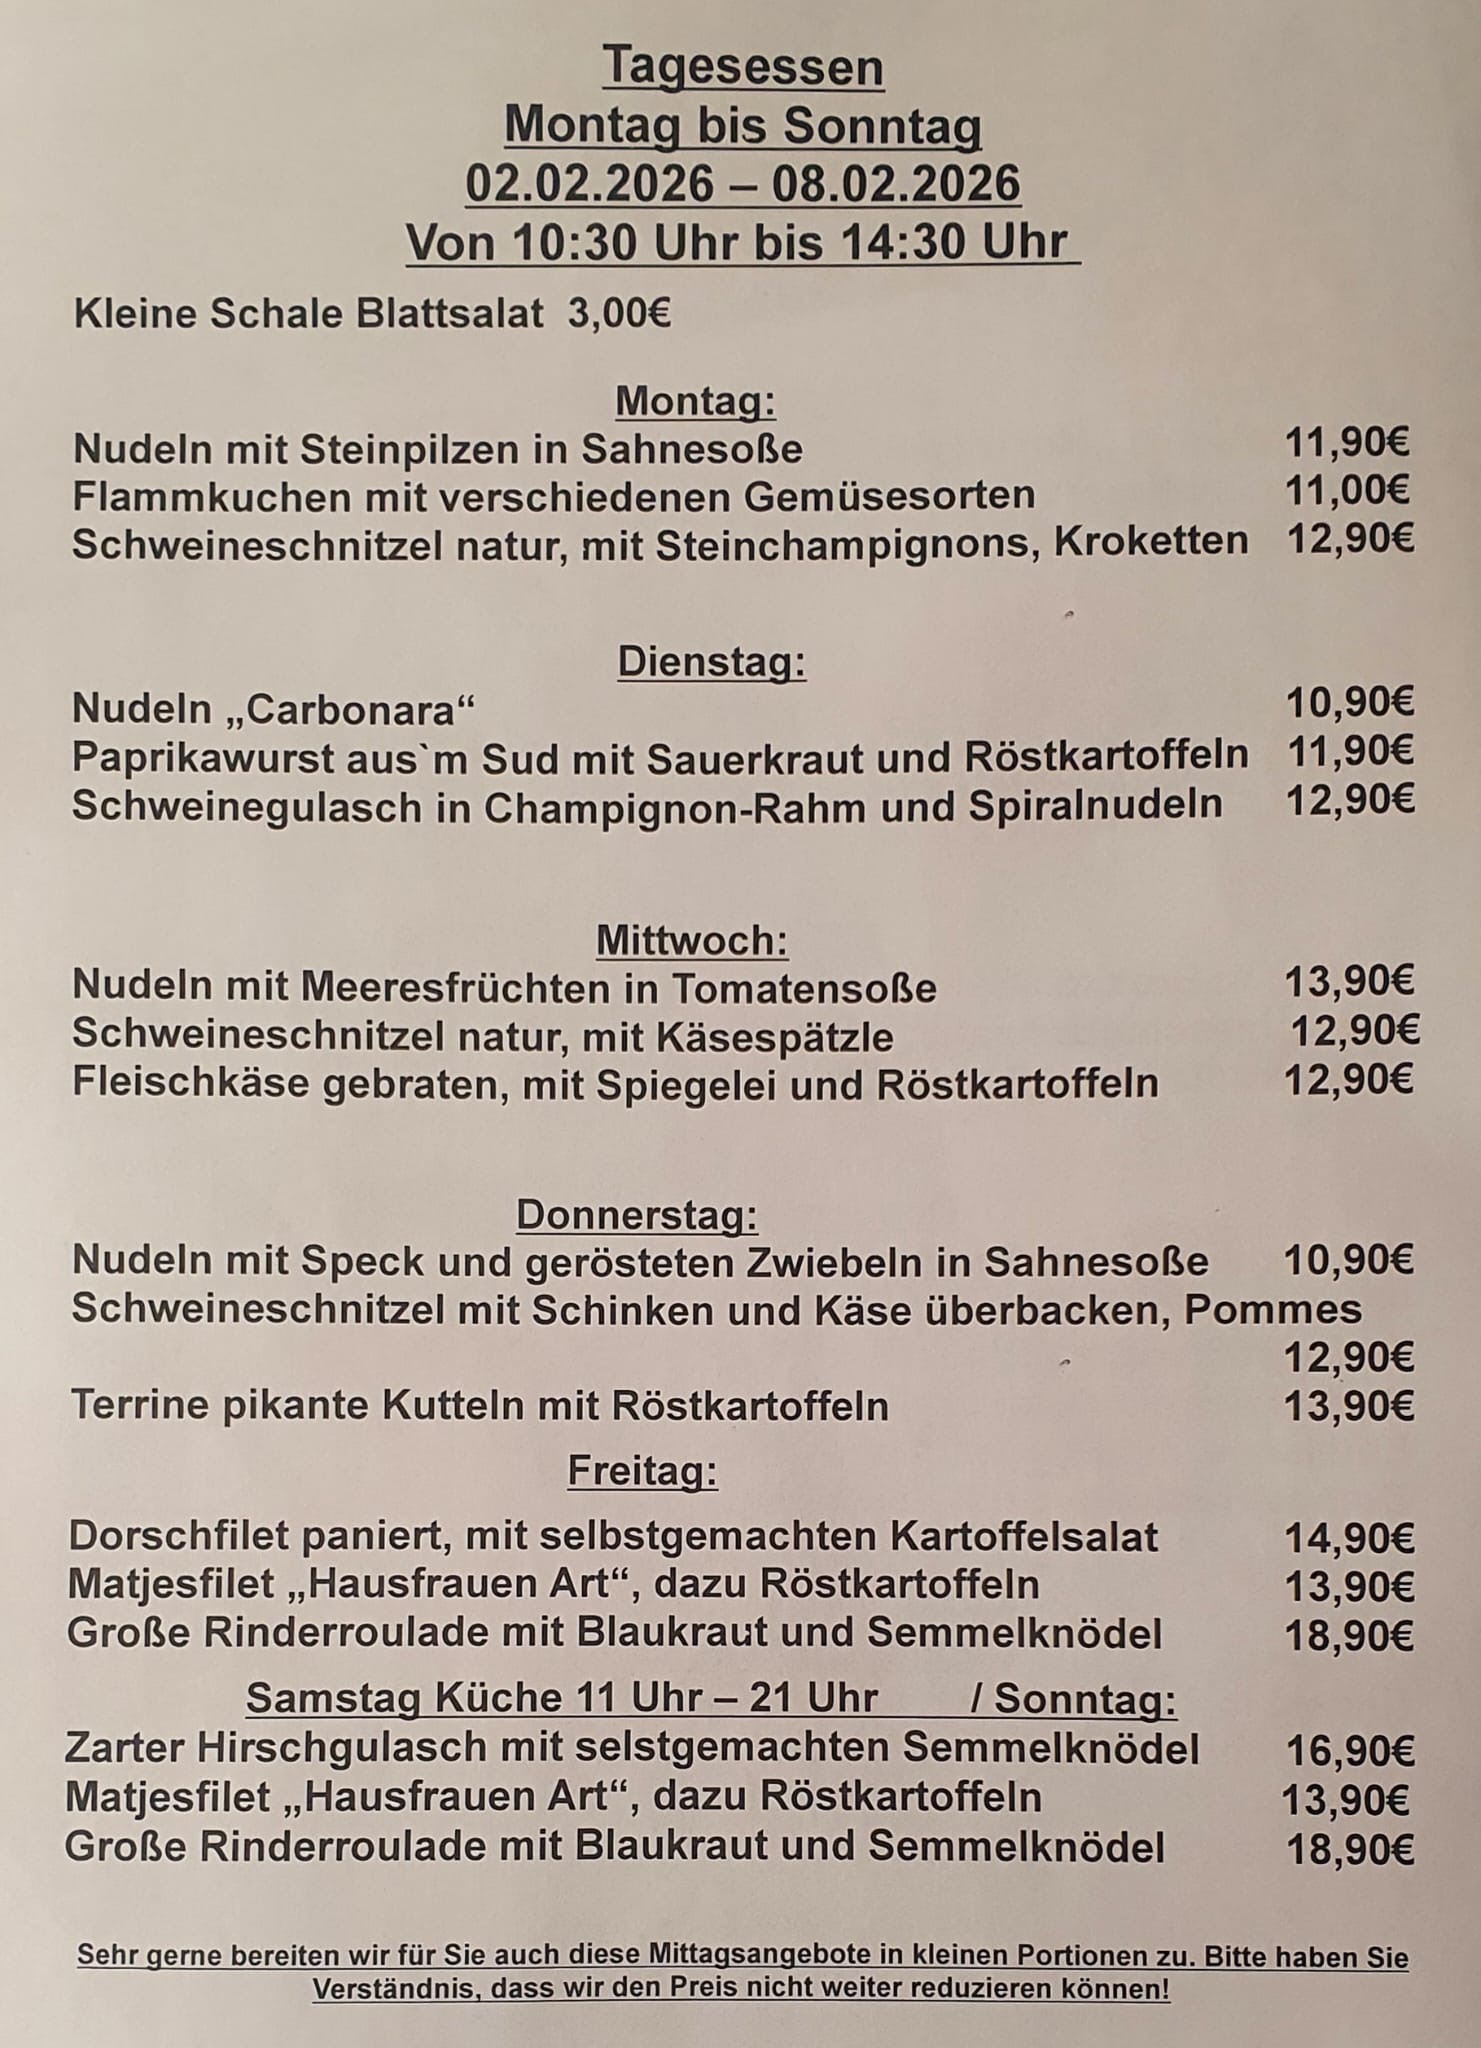 Tagesessen
Montag bis Sonntag
02.02.2026 – 08.02.2026
Von 10:30 Uhr bis 14:30 Uhr
Kleine Schale Blattsalat 3,00€
Montag:
Nudeln mit Steinpilzen in Sahnesoße 11,90€
Flammkuchen mit verschiedenen Gemüsesorten 11,00€
Schweineschnitzel natur, mit Steinchampignons, Kroketten 12,90€
Dienstag:
Nudeln „Carbonara“ 10,90€
Paprikawurst aus`m Sud mit Sauerkraut und Röstkartoffeln 11,90€
Schweinegulasch in Champignon-Rahm und Spiralnudeln 12,90€
Mittwoch:
Nudeln mit Meeresfrüchten in Tomatensoße 13,90€
Schweineschnitzel natur, mit Käsespätzle 12,90€
Fleischkäse gebraten, mit Spiegelei und Röstkartoffeln 12,90€
Donnerstag:
Nudeln mit Speck und gerösteten Zwiebeln in Sahnesoße 10,90€
Schweineschnitzel mit Schinken und Käse überbacken, Pommes
12,90€
Terrine pikante Kutteln mit Röstkartoffeln 13,90€
Freitag:
Dorschfilet paniert, mit selbstgemachten Kartoffelsalat 14,90€
Matjesfilet „Hausfrauen Art“, dazu Röstkartoffeln 13,90€
Große Rinderroulade mit Blaukraut und Semmelknödel 18,90€
Samstag Küche 11 Uhr – 21 Uhr / Sonntag:
Zarter Hirschgulasch mit selstgemachten Semmelknödel 16,90€
Matjesfilet „Hausfrauen Art“, dazu Röstkartoffeln 13,90€
Große Rinderroulade mit Blaukraut und Semmelknödel 18,90€
Sehr gerne bereiten wir für Sie auch diese Mittagsangebote in kleinen Portionen zu. Bitte haben Sie
Verständnis, dass wir den Preis nicht weiter reduzieren können!